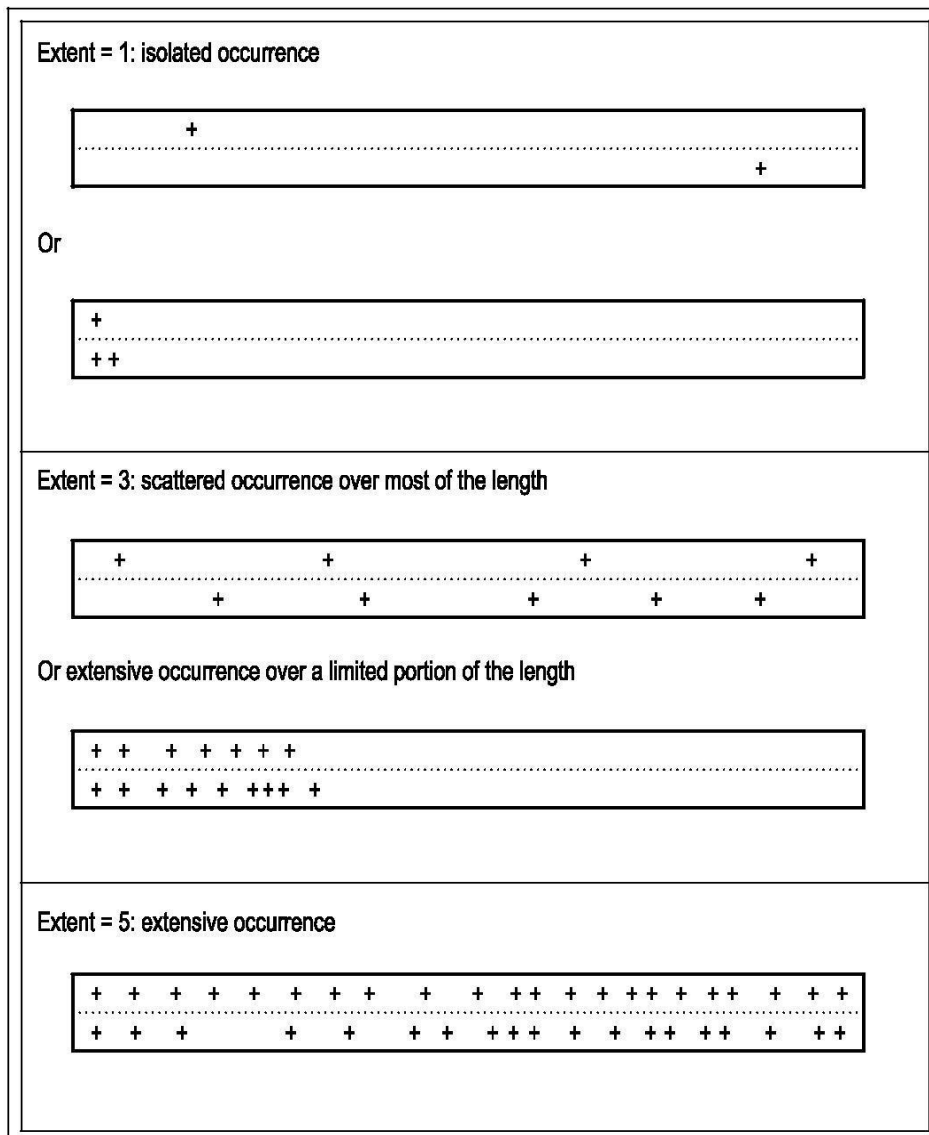 Extent = 1: isolated occurrence
+
+
Or
+
++
Extent = 3: scattered occurrence over most of the length
+ + + +
+ + + + +
Or extensive occurrence over a limited portion of the length
+ + + + + + +
+ + + + + +++ +
Extent = 5: extensive occurrence
+ + + + + + + + + + ++ + + ++ + ++ + + +
+ + + + + + + +++ + + ++ ++ + ++